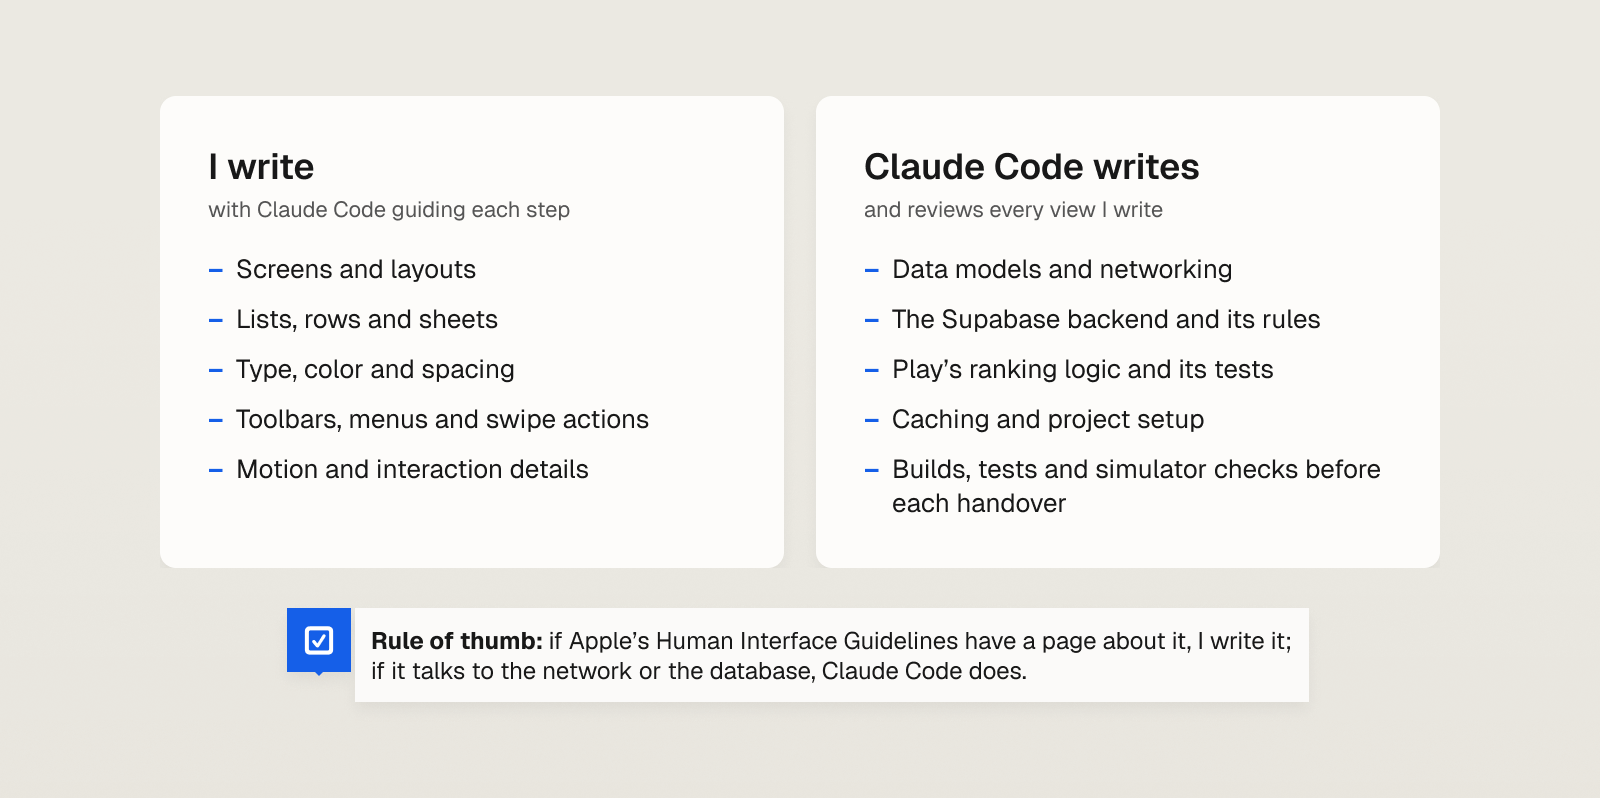 I write
with Claude Code guiding each step
– Screens and layouts
– Lists, rows and sheets
– Type, color and spacing
– Toolbars, menus and swipe actions
– Motion and interaction details
Claude Code writes
and reviews every view I write
– Data models and networking
– The Supabase backend and its rules
– Play’s ranking logic and its tests
– Caching and project setup
– Builds, tests and simulator checks before
each handover
Rule of thumb: if Apple’s Human Interface Guidelines have a page about it, I write it;
if it talks to the network or the database, Claude Code does.